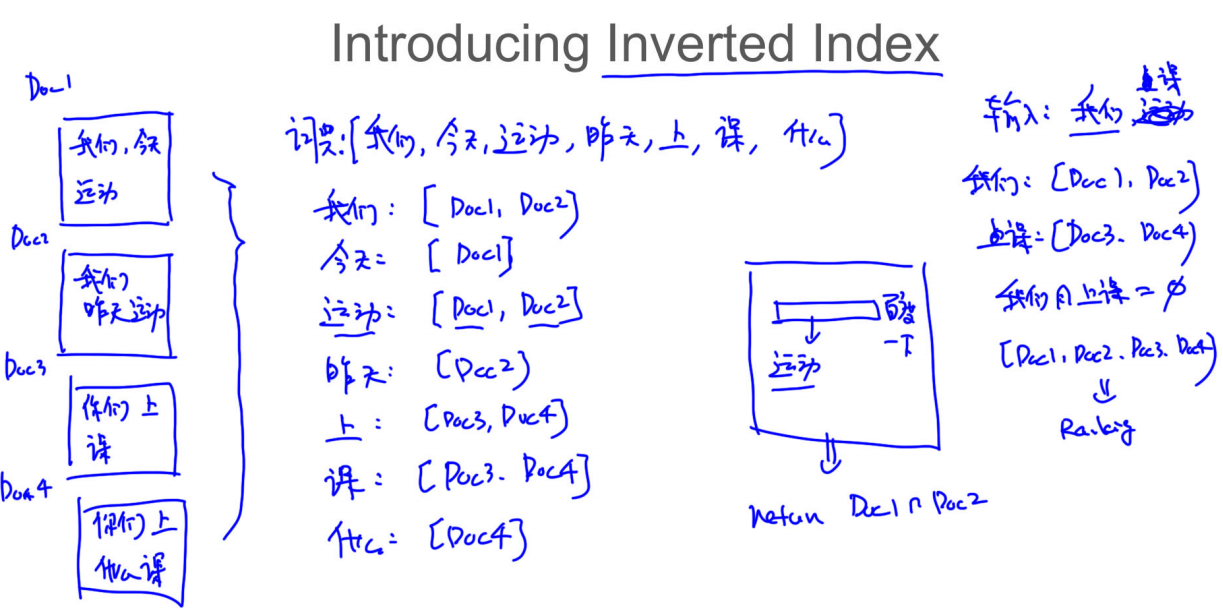 Introducing Inverted Index
Doc1
我们, 今天
运动
Doc2
我们
昨天运动
Doc3
你们 上
课
Doc4
你们上
什么课
词典: [我们, 今天, 运动, 昨天, 上, 课, 什么]
我们: [Doc1, Doc2]
今天: [Doc1]
运动: [Doc1, Doc2]
昨天: [Doc2]
上: [Doc3, Doc4]
课: [Doc3. Doc4]
什么: [Doc4]
百度
一下
运动
return Doc1 ∩ Doc2
上课
输入: 我们 运动
我们: [Doc1, Doc2]
上课: [Doc3. Doc4]
我们 ∩ 上课 = ∅
[Doc1, Doc2. Doc3. Doc4]
Ranking